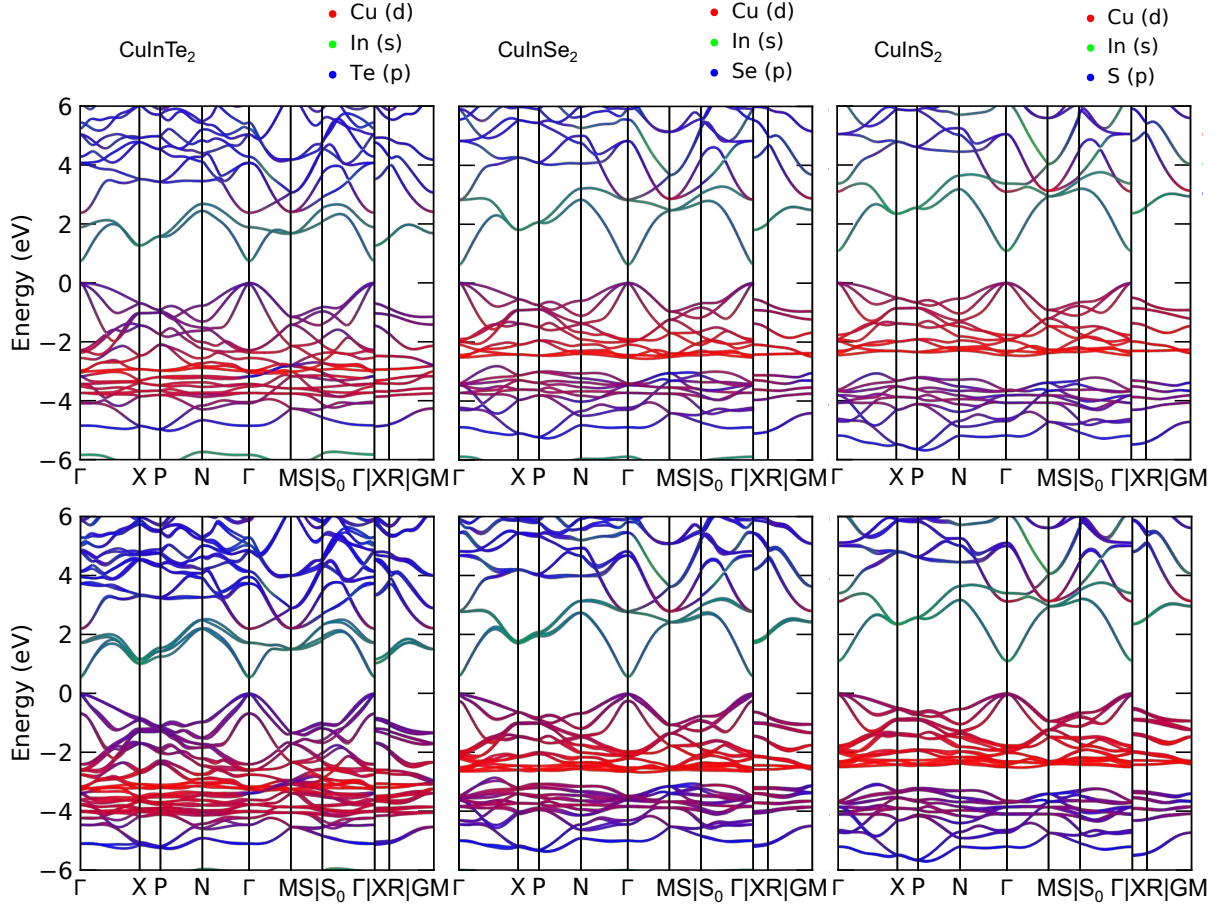 CuInTe₂
Cu (d)
In (s)
Te (p)
CuInSe₂
Cu (d)
In (s)
Se (p)
CuInS₂
Cu (d)
In (s)
S (p)
Energy (eV)
6
4
2
0
−2
−4
−6
Γ X P N Γ MS|S₀ Γ|XR|GM
Γ X P N Γ MS|S₀ Γ|XR|GM
Γ X P N Γ MS|S₀ Γ|XR|GM
Energy (eV)
6
4
2
0
−2
−4
−6
Γ X P N Γ MS|S₀ Γ|XR|GM
Γ X P N Γ MS|S₀ Γ|XR|GM
Γ X P N Γ MS|S₀ Γ|XR|GM